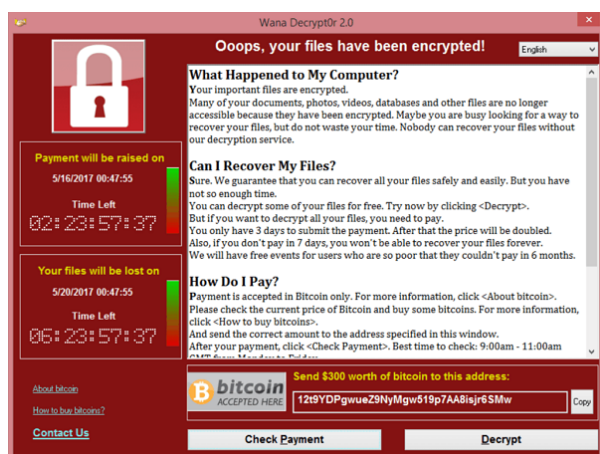 Wana Decrypt0r 2.0
Ooops, your files have been encrypted!
English
Payment will be raised on
5/16/2017 00:47:55
Time Left
02:23:57:37
Your files will be lost on
5/20/2017 00:47:55
Time Left
06:23:57:37
About bitcoin
How to buy bitcoins?
Contact Us
What Happened to My Computer?
Your important files are encrypted.
Many of your documents, photos, videos, databases and other files are no longer
accessible because they have been encrypted. Maybe you are busy looking for a way to
recover your files, but do not waste your time. Nobody can recover your files without
our decryption service.
Can I Recover My Files?
Sure. We guarantee that you can recover all your files safely and easily. But you have
not so enough time.
You can decrypt some of your files for free. Try now by clicking <Decrypt>.
But if you want to decrypt all your files, you need to pay.
You only have 3 days to submit the payment. After that the price will be doubled.
Also, if you don't pay in 7 days, you won't be able to recover your files forever.
We will have free events for users who are so poor that they couldn't pay in 6 months.
How Do I Pay?
Payment is accepted in Bitcoin only. For more information, click <About bitcoin>.
Please check the current price of Bitcoin and buy some bitcoins. For more information,
click <How to buy bitcoins>.
And send the correct amount to the address specified in this window.
After your payment, click <Check Payment>. Best time to check: 9:00am - 11:00am
GMT from Monday to Friday.
bitcoin
ACCEPTED HERE
Send $300 worth of bitcoin to this address:
12t9YDPgwueZ9NyMgw519p7AA8isjr6SMw
Copy
Check Payment
Decrypt